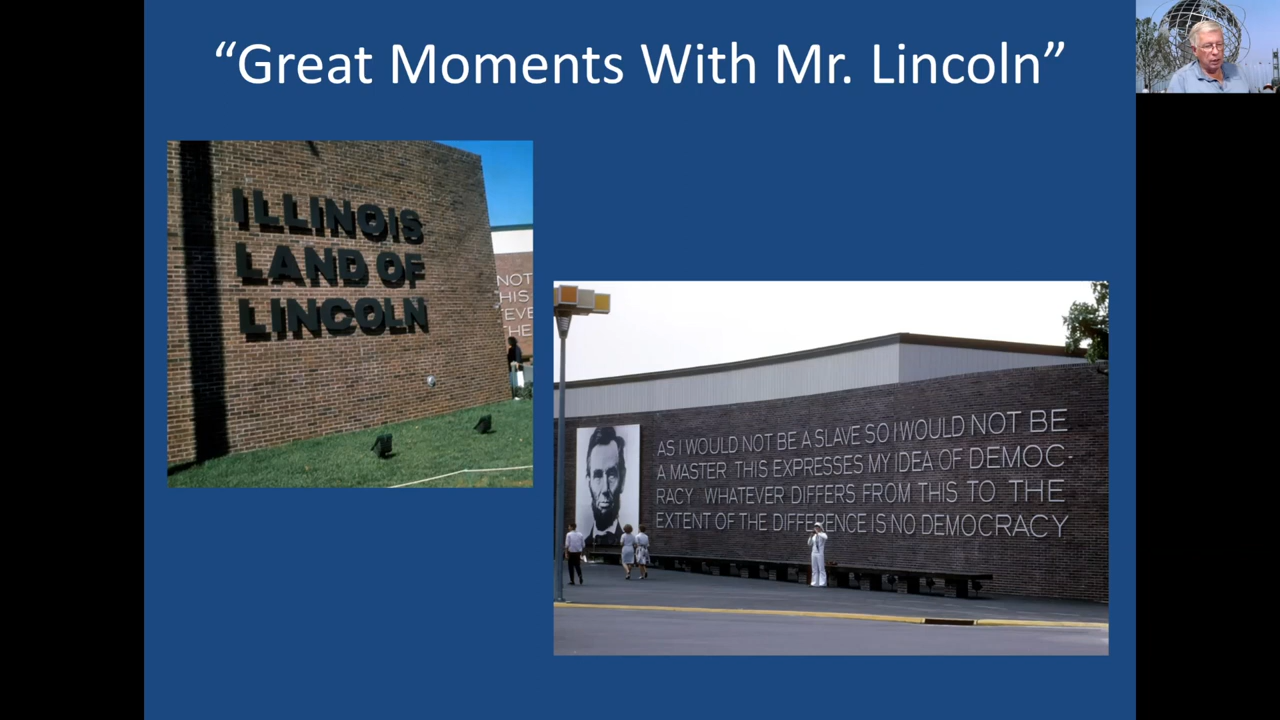 “Great Moments With Mr. Lincoln”
ILLINOIS
LAND OF
LINCOLN
NOT
HIS
EVE
HE
AS I WOULD NOT BE A SLAVE SO I WOULD NOT BE
A MASTER THIS EXPRESSES MY IDEA OF DEMOC-
RACY WHATEVER DIFFERS FROM THIS TO THE
EXTENT OF THE DIFFERENCE IS NO DEMOCRACY